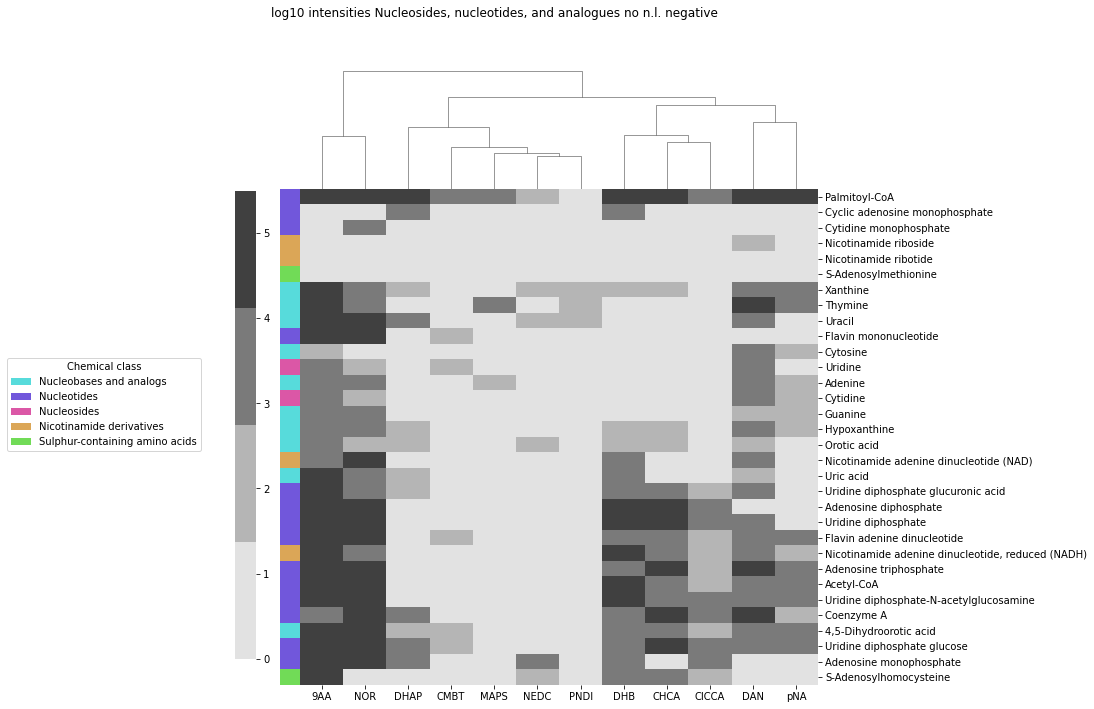 log10 intensities Nucleosides, nucleotides, and analogues no n.l. negative
5
4
3
2
1
0
Chemical class
Nucleobases and analogs
Nucleotides
Nucleosides
Nicotinamide derivatives
Sulphur-containing amino acids
Palmitoyl-CoA
Cyclic adenosine monophosphate
Cytidine monophosphate
Nicotinamide riboside
Nicotinamide ribotide
S-Adenosylmethionine
Xanthine
Thymine
Uracil
Flavin mononucleotide
Cytosine
Uridine
Adenine
Cytidine
Guanine
Hypoxanthine
Orotic acid
Nicotinamide adenine dinucleotide (NAD)
Uric acid
Uridine diphosphate glucuronic acid
Adenosine diphosphate
Uridine diphosphate
Flavin adenine dinucleotide
Nicotinamide adenine dinucleotide, reduced (NADH)
Adenosine triphosphate
Acetyl-CoA
Uridine diphosphate-N-acetylglucosamine
Coenzyme A
4,5-Dihydroorotic acid
Uridine diphosphate glucose
Adenosine monophosphate
S-Adenosylhomocysteine
9AA NOR DHAP CMBT MAPS NEDC PNDI DHB CHCA ClCCA DAN pNA